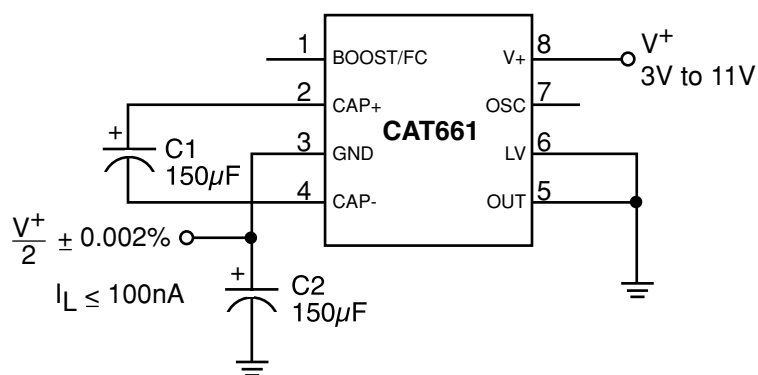 1 BOOST/FC
2 CAP+
3 GND
4 CAP-
CAT661
V+ 8
OSC 7
LV 6
OUT 5
V+
3V to 11V
+ C1
150µF
V+
2
± 0.002%
IL ≤ 100nA
+ C2
150µF